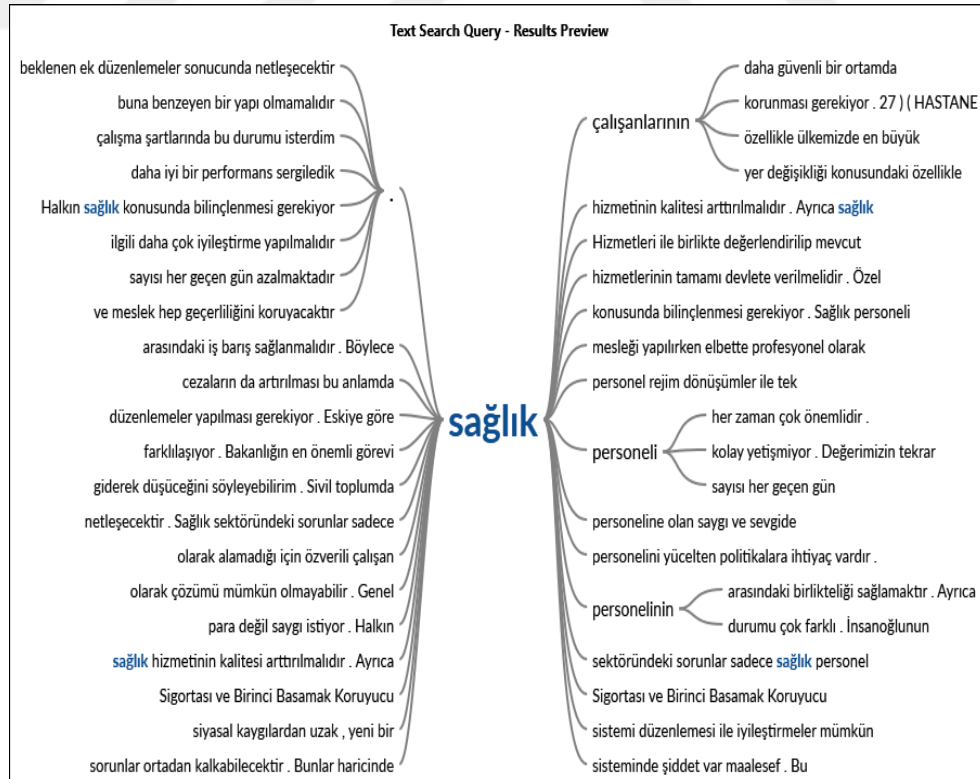 Text Search Query - Results Preview
beklenen ek düzenlemeler sonucunda netleşecektir
buna benzeyen bir yapı olmamalıdır
çalışma şartlarında bu durumu isterdim
daha iyi bir performans sergiledik
Halkın sağlık konusunda bilinçlenmesi gerekiyor
ilgili daha çok iyileştirme yapılmalıdır
sayısı her geçen gün azalmaktadır
ve meslek hep geçerliliğini koruyacaktır
.
arasındaki iş barış sağlanmalıdır . Böylece
cezaların da artırılması bu anlamda
düzenlemeler yapılması gerekiyor . Eskiye göre
farklılaşıyor . Bakanlığın en önemli görevi
giderek düşüceğini söyleyebilirim . Sivil toplumda
netleşecektir . Sağlık sektöründeki sorunlar sadece
olarak alamadığı için özverili çalışan
olarak çözümü mümkün olmayabilir . Genel
para değil saygı istiyor . Halkın
sağlık hizmetinin kalitesi arttırılmalıdır . Ayrıca
Sigortası ve Birinci Basamak Koruyucu
siyasal kaygılardan uzak , yeni bir
sorunlar ortadan kalkabilecektir . Bunlar haricinde
sağlık
çalışanlarının
daha güvenli bir ortamda
korunması gerekiyor . 27 ) ( HASTANE
özellikle ülkemizde en büyük
yer değişikliği konusundaki özellikle
hizmetinin kalitesi arttırılmalıdır . Ayrıca sağlık
Hizmetleri ile birlikte değerlendirilip mevcut
hizmetlerinin tamamı devlete verilmelidir . Özel
konusunda bilinçlenmesi gerekiyor . Sağlık personeli
mesleği yapılırken elbette profesyonel olarak
personel rejim dönüşümler ile tek
personeli
her zaman çok önemlidir .
kolay yetişmiyor . Değerimizin tekrar
sayısı her geçen gün
personeline olan saygı ve sevgide
personelini yücelten politikalara ihtiyaç vardır .
personelinin
arasındaki birlikteliği sağlamaktır . Ayrıca
durumu çok farklı . İnsanoğlunun
sektöründeki sorunlar sadece sağlık personel
Sigortası ve Birinci Basamak Koruyucu
sistemi düzenlemesi ile iyileştirmeler mümkün
sisteminde şiddet var maalesef . Bu